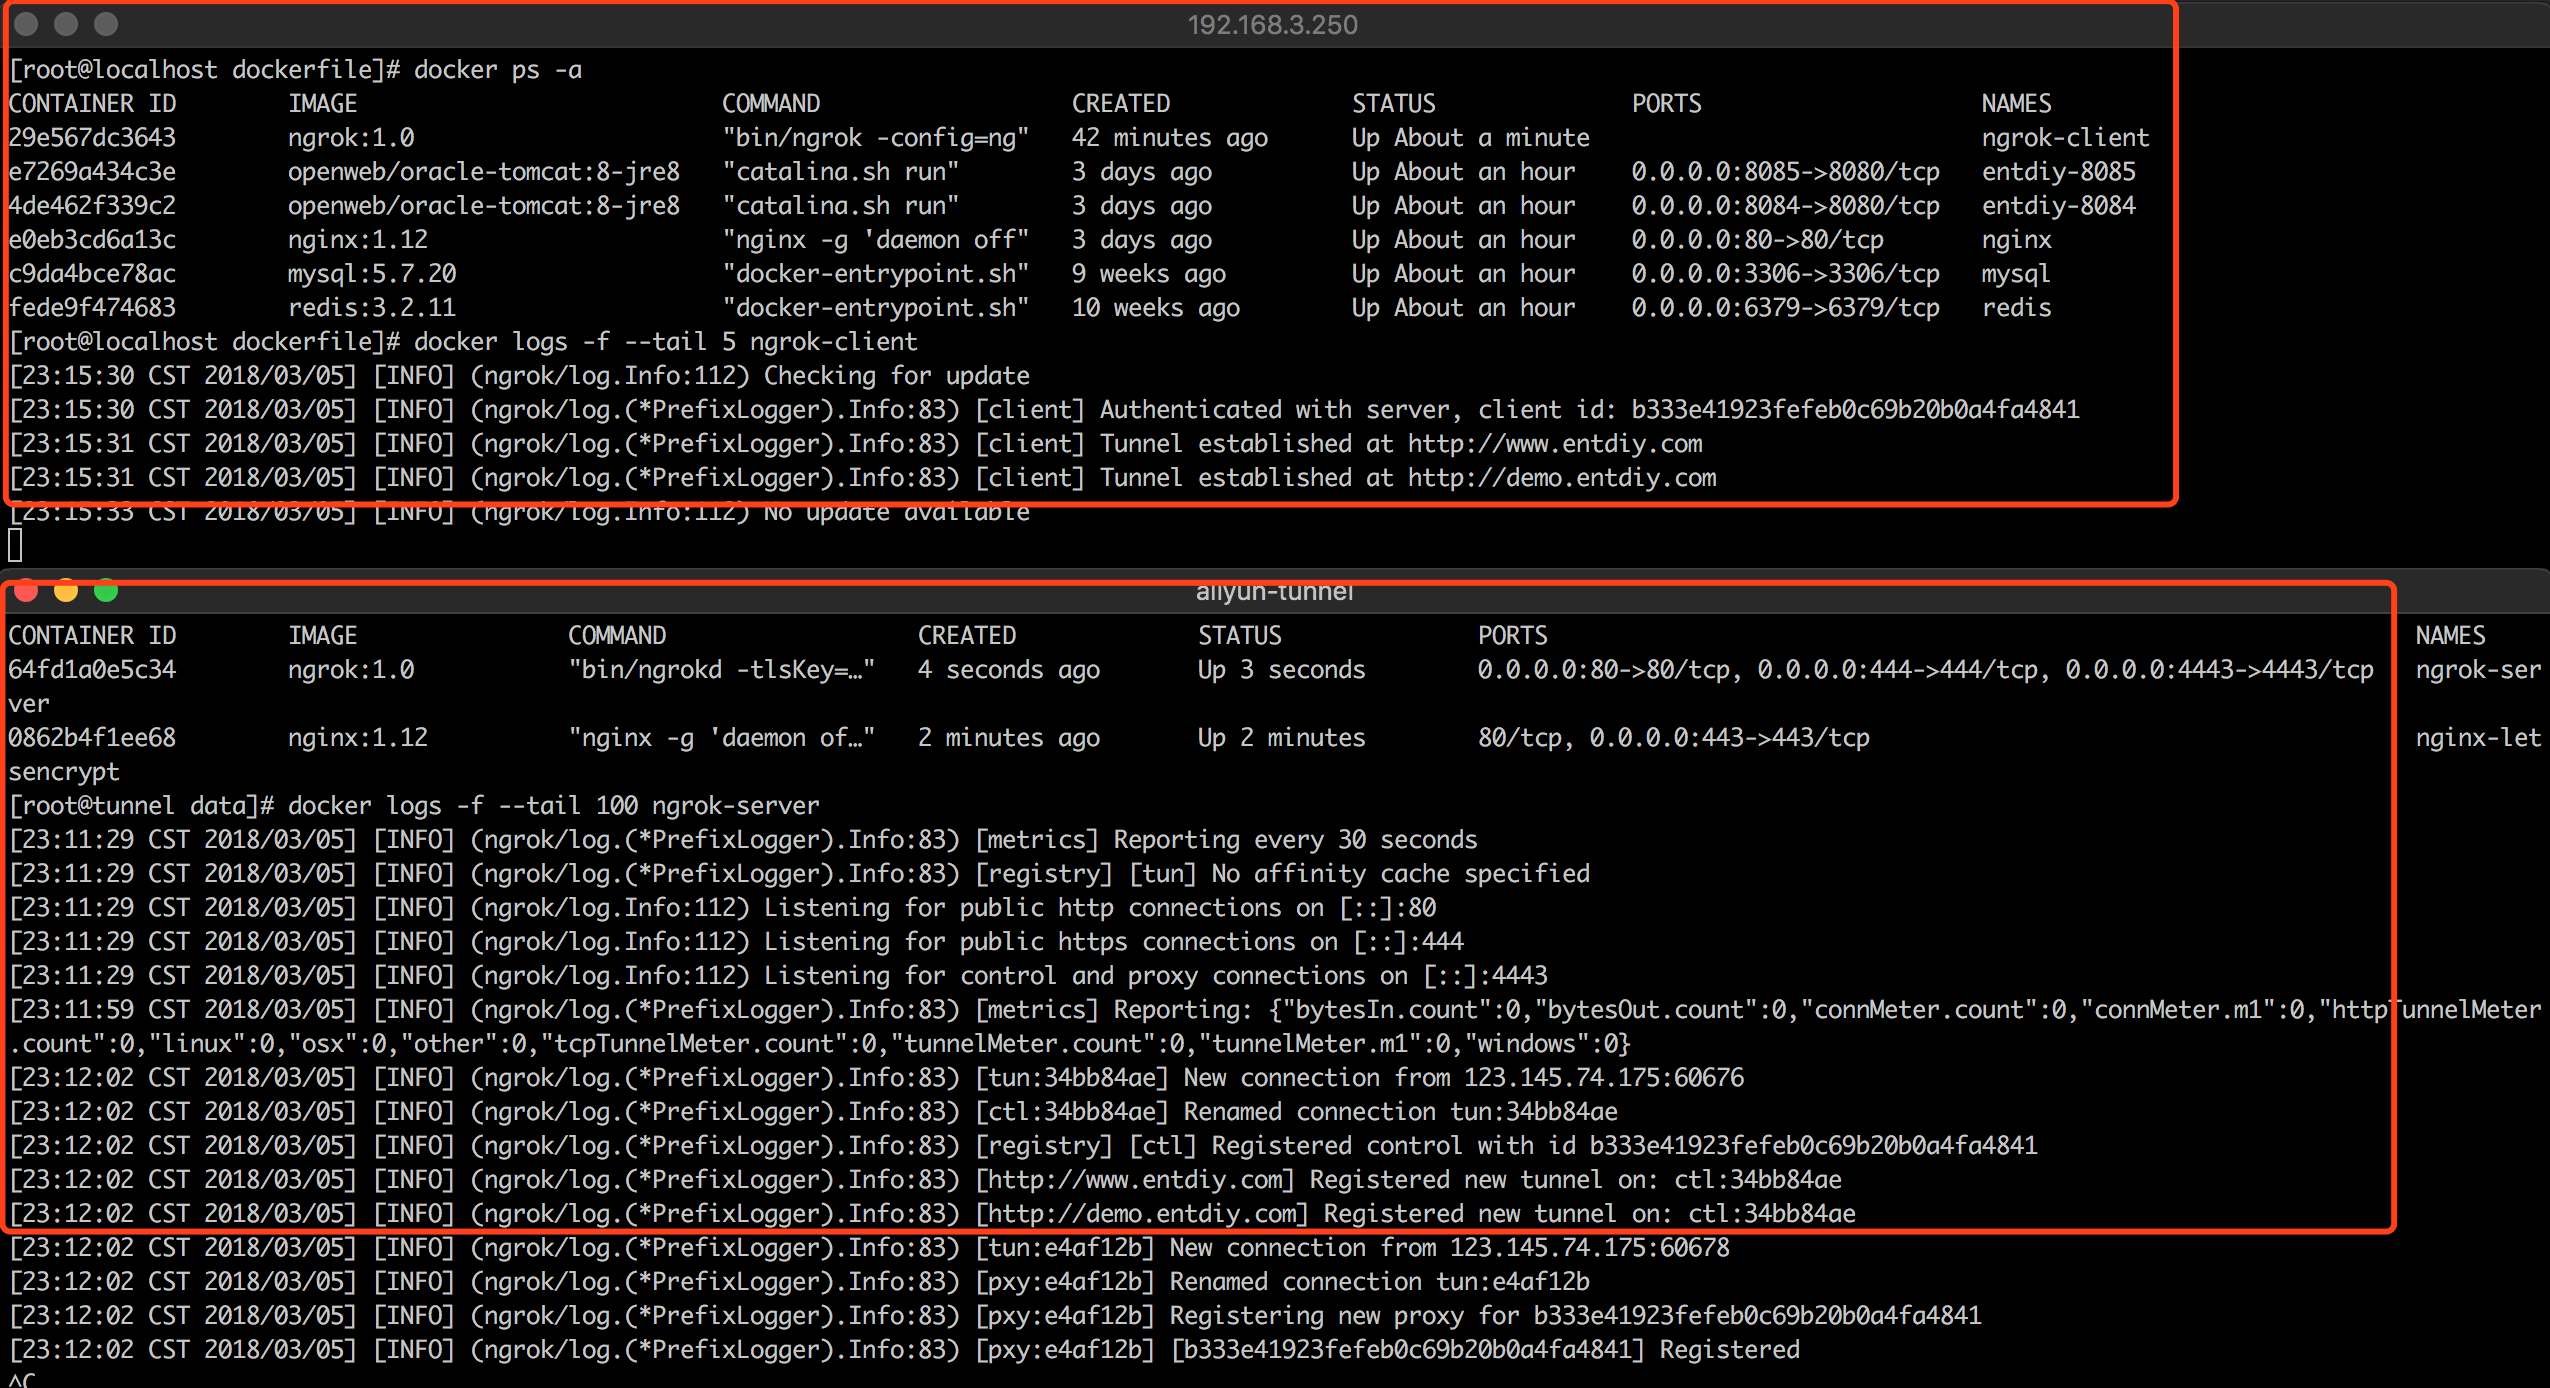 192.168.3.250
[root@localhost dockerfile]# docker ps -a
CONTAINER ID        IMAGE                          COMMAND                  CREATED             STATUS              PORTS                    NAMES
29e567dc3643        ngrok:1.0                      "bin/ngrok -config=ng"   42 minutes ago      Up About a minute                            ngrok-client
e7269a434c3e        openweb/oracle-tomcat:8-jre8   "catalina.sh run"        3 days ago          Up About an hour    0.0.0.0:8085->8080/tcp   entdiy-8085
4de462f339c2        openweb/oracle-tomcat:8-jre8   "catalina.sh run"        3 days ago          Up About an hour    0.0.0.0:8084->8080/tcp   entdiy-8084
e0eb3cd6a13c        nginx:1.12                     "nginx -g 'daemon off"   3 days ago          Up About an hour    0.0.0.0:80->80/tcp       nginx
c9da4bce78ac        mysql:5.7.20                   "docker-entrypoint.sh"   9 weeks ago         Up About an hour    0.0.0.0:3306->3306/tcp   mysql
fede9f474683        redis:3.2.11                   "docker-entrypoint.sh"   10 weeks ago        Up About an hour    0.0.0.0:6379->6379/tcp   redis
[root@localhost dockerfile]# docker logs -f --tail 5 ngrok-client
[23:15:30 CST 2018/03/05] [INFO] (ngrok/log.Info:112) Checking for update
[23:15:30 CST 2018/03/05] [INFO] (ngrok/log.(*PrefixLogger).Info:83) [client] Authenticated with server, client id: b333e41923fefeb0c69b20b0a4fa4841
[23:15:31 CST 2018/03/05] [INFO] (ngrok/log.(*PrefixLogger).Info:83) [client] Tunnel established at http://www.entdiy.com
[23:15:31 CST 2018/03/05] [INFO] (ngrok/log.(*PrefixLogger).Info:83) [client] Tunnel established at http://demo.entdiy.com
[23:15:33 CST 2018/03/05] [INFO] (ngrok/log.Info:112) No update available
aliyun-tunnel
CONTAINER ID        IMAGE               COMMAND                  CREATED             STATUS              PORTS                                                              NAMES
64fd1a0e5c34        ngrok:1.0           "bin/ngrokd -tlsKey=…"   4 seconds ago       Up 3 seconds        0.0.0.0:80->80/tcp, 0.0.0.0:444->444/tcp, 0.0.0.0:4443->4443/tcp   ngrok-ser
ver
0862b4f1ee68        nginx:1.12          "nginx -g 'daemon of…"   2 minutes ago       Up 2 minutes        80/tcp, 0.0.0.0:443->443/tcp                                       nginx-let
sencrypt
[root@tunnel data]# docker logs -f --tail 100 ngrok-server
[23:11:29 CST 2018/03/05] [INFO] (ngrok/log.(*PrefixLogger).Info:83) [metrics] Reporting every 30 seconds
[23:11:29 CST 2018/03/05] [INFO] (ngrok/log.(*PrefixLogger).Info:83) [registry] [tun] No affinity cache specified
[23:11:29 CST 2018/03/05] [INFO] (ngrok/log.Info:112) Listening for public http connections on [::]:80
[23:11:29 CST 2018/03/05] [INFO] (ngrok/log.Info:112) Listening for public https connections on [::]:444
[23:11:29 CST 2018/03/05] [INFO] (ngrok/log.Info:112) Listening for control and proxy connections on [::]:4443
[23:11:59 CST 2018/03/05] [INFO] (ngrok/log.(*PrefixLogger).Info:83) [metrics] Reporting: {"bytesIn.count":0,"bytesOut.count":0,"connMeter.count":0,"connMeter.m1":0,"httpTunnelMeter
.count":0,"linux":0,"osx":0,"other":0,"tcpTunnelMeter.count":0,"tunnelMeter.count":0,"tunnelMeter.m1":0,"windows":0}
[23:12:02 CST 2018/03/05] [INFO] (ngrok/log.(*PrefixLogger).Info:83) [tun:34bb84ae] New connection from 123.145.74.175:60676
[23:12:02 CST 2018/03/05] [INFO] (ngrok/log.(*PrefixLogger).Info:83) [ctl:34bb84ae] Renamed connection tun:34bb84ae
[23:12:02 CST 2018/03/05] [INFO] (ngrok/log.(*PrefixLogger).Info:83) [registry] [ctl] Registered control with id b333e41923fefeb0c69b20b0a4fa4841
[23:12:02 CST 2018/03/05] [INFO] (ngrok/log.(*PrefixLogger).Info:83) [http://www.entdiy.com] Registered new tunnel on: ctl:34bb84ae
[23:12:02 CST 2018/03/05] [INFO] (ngrok/log.(*PrefixLogger).Info:83) [http://demo.entdiy.com] Registered new tunnel on: ctl:34bb84ae
[23:12:02 CST 2018/03/05] [INFO] (ngrok/log.(*PrefixLogger).Info:83) [tun:e4af12b] New connection from 123.145.74.175:60678
[23:12:02 CST 2018/03/05] [INFO] (ngrok/log.(*PrefixLogger).Info:83) [pxy:e4af12b] Renamed connection tun:e4af12b
[23:12:02 CST 2018/03/05] [INFO] (ngrok/log.(*PrefixLogger).Info:83) [pxy:e4af12b] Registering new proxy for b333e41923fefeb0c69b20b0a4fa4841
[23:12:02 CST 2018/03/05] [INFO] (ngrok/log.(*PrefixLogger).Info:83) [pxy:e4af12b] [b333e41923fefeb0c69b20b0a4fa4841] Registered
^C